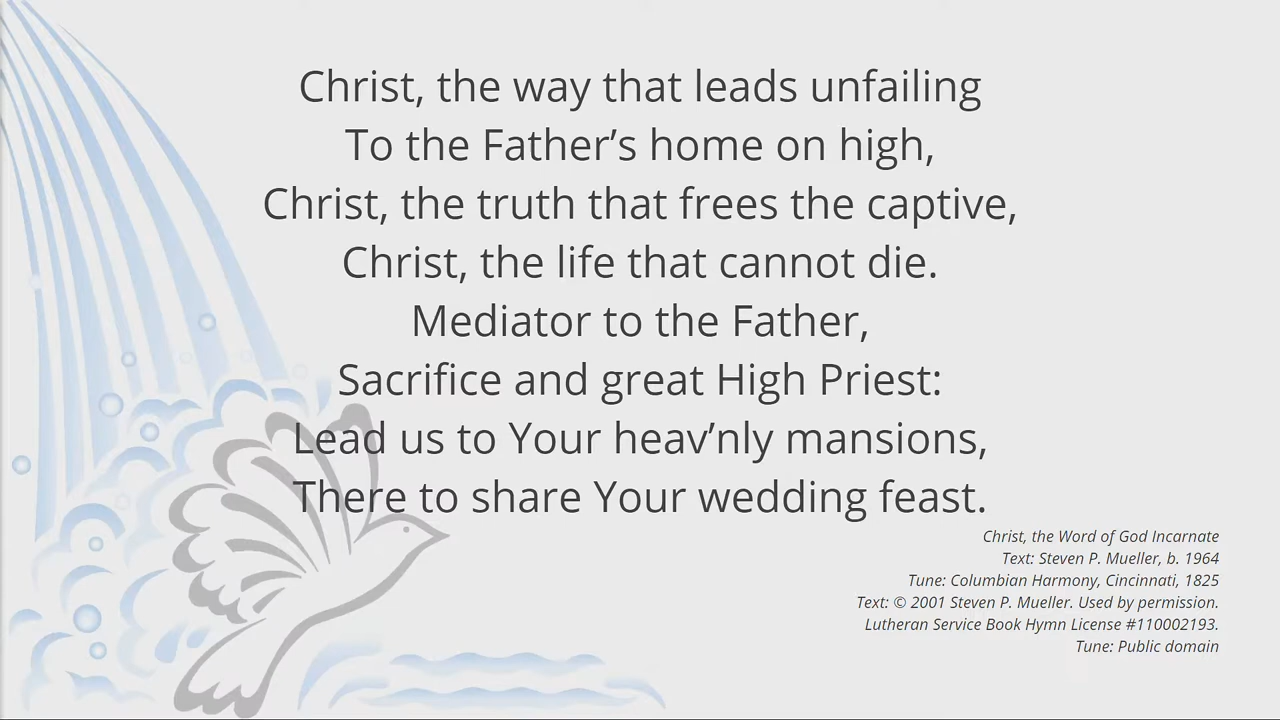 Christ, the way that leads unfailing
To the Father’s home on high,
Christ, the truth that frees the captive,
Christ, the life that cannot die.
Mediator to the Father,
Sacrifice and great High Priest:
Lead us to Your heav’nly mansions,
There to share Your wedding feast.
Christ, the Word of God Incarnate
Text: Steven P. Mueller, b. 1964
Tune: Columbian Harmony, Cincinnati, 1825
Text: © 2001 Steven P. Mueller. Used by permission.
Lutheran Service Book Hymn License #110002193.
Tune: Public domain